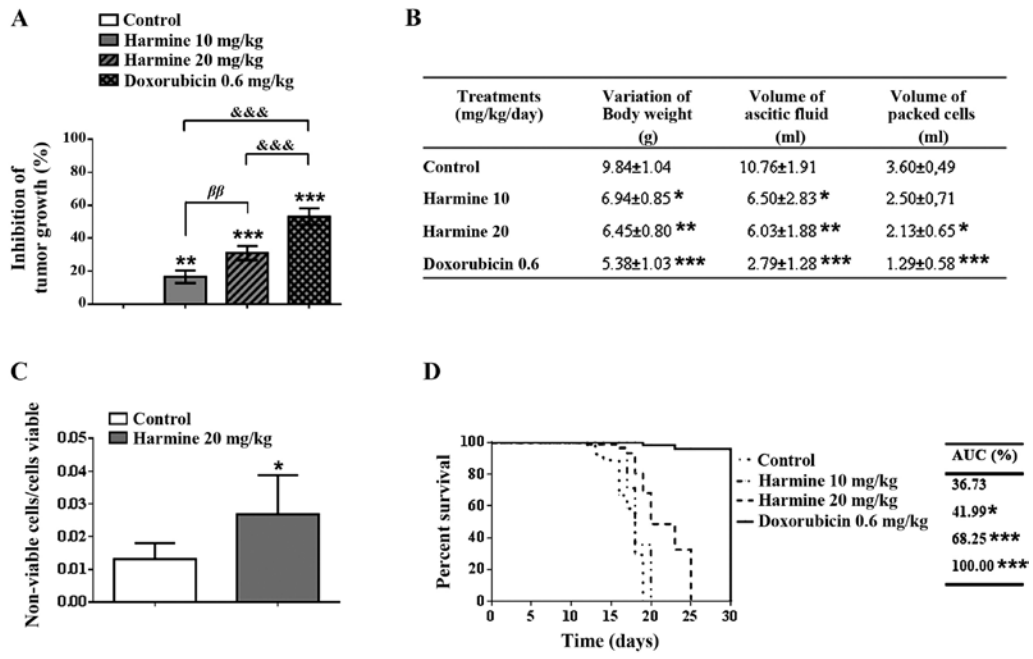 A
Control
Harmine 10 mg/kg
Harmine 20 mg/kg
Doxorubicin 0.6 mg/kg
&&&
&&&
ββ
**
***
***
Inhibition of
tumor growth (%)
100
80
60
40
20
0
B
Treatments
(mg/kg/day)
Variation of
Body weight
(g)
Volume of
ascitic fluid
(ml)
Volume of
packed cells
(ml)
Control 9.84±1.04 10.76±1.91 3.60±0,49
Harmine 10 6.94±0.85 * 6.50±2.83 * 2.50±0,71
Harmine 20 6.45±0.80 ** 6.03±1.88 ** 2.13±0.65 *
Doxorubicin 0.6 5.38±1.03 *** 2.79±1.28 *** 1.29±0.58 ***
C
Control
Harmine 20 mg/kg
*
Non-viable cells/cells viable
0.05
0.04
0.03
0.02
0.01
0.00
D
Percent survival
100
80
60
40
20
0
0 5 10 15 20 25 30
Time (days)
Control
Harmine 10 mg/kg
Harmine 20 mg/kg
Doxorubicin 0.6 mg/kg
AUC (%)
36.73
41.99 *
68.25 ***
100.00 ***